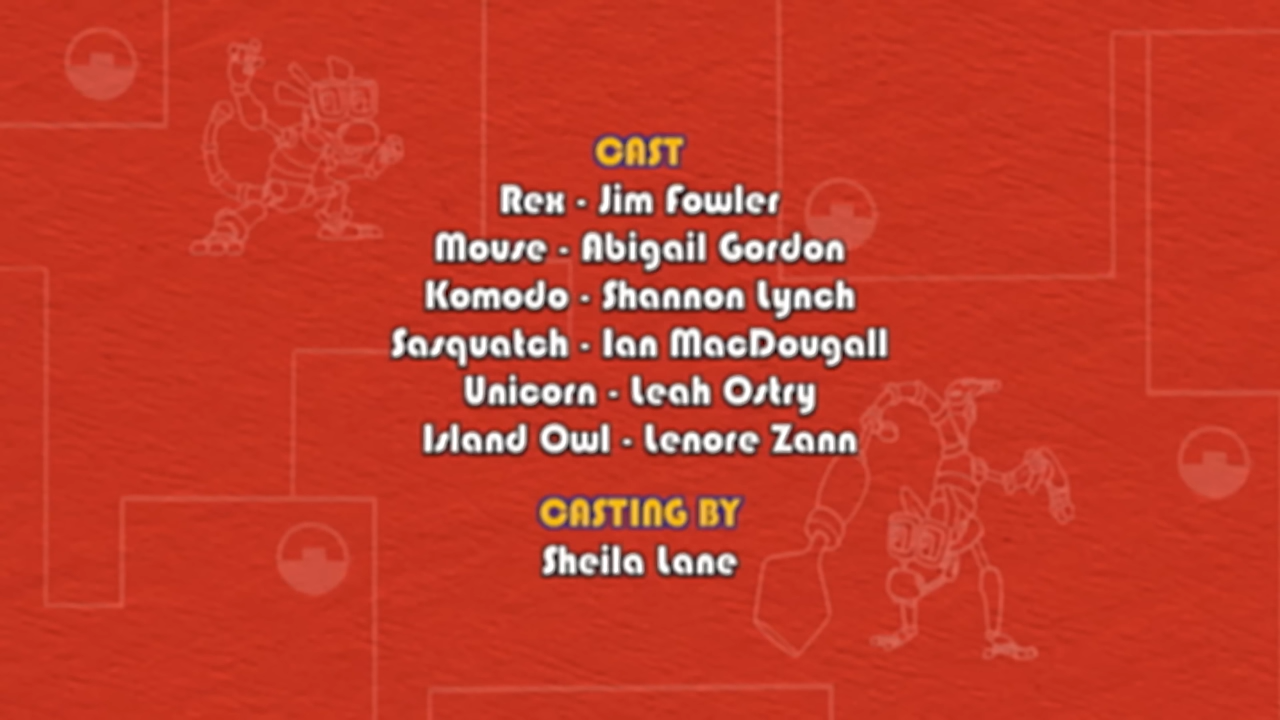 CAST
Rex - Jim Fowler
Mouse - Abigail Gordon
Komodo - Shannon Lynch
Sasquatch - Ian MacDougall
Unicorn - Leah Ostry
Island Owl - Lenore Zann
CASTING BY
Sheila Lane